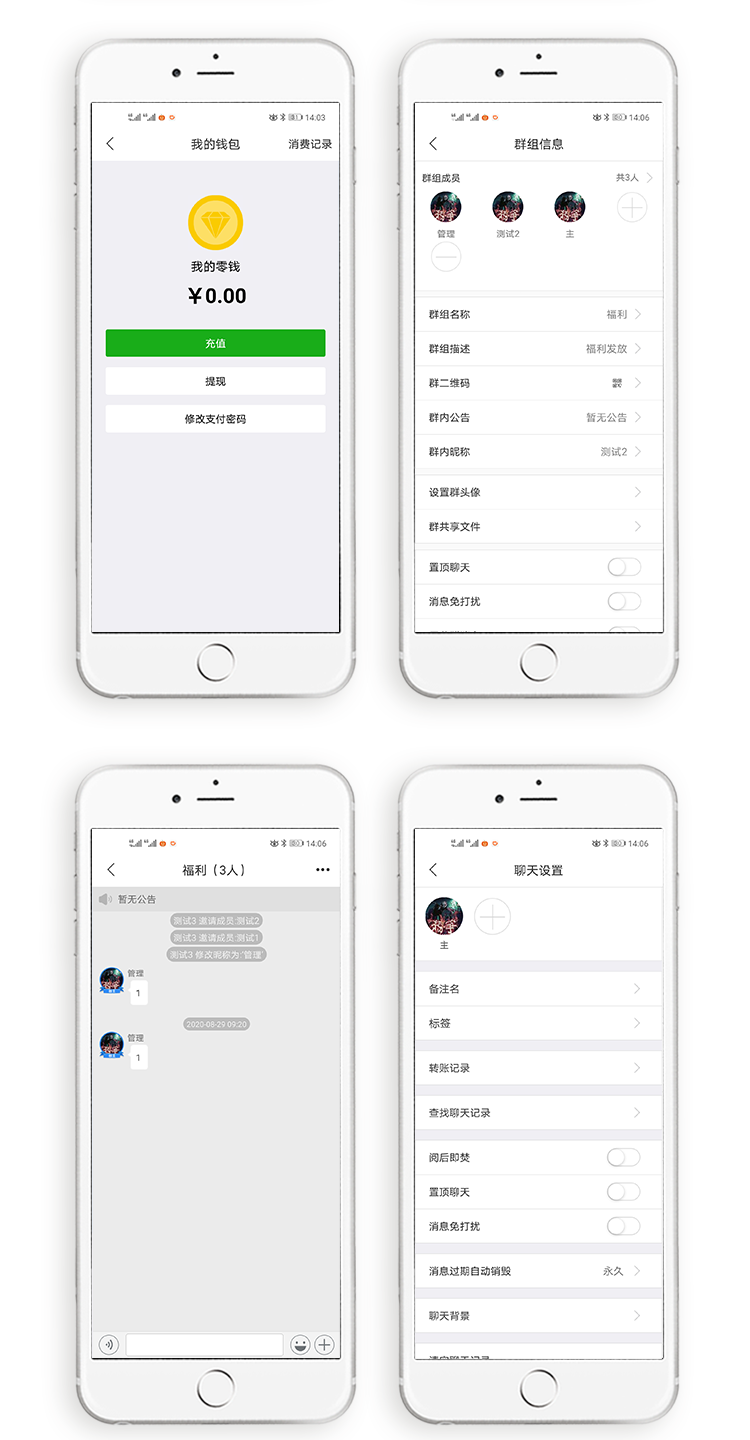 14:03
我的钱包
消费记录
我的零钱
￥0.00
充值
提现
修改支付密码
14:06
群组信息
群组成员
共3人
管理
测试2
主
群组名称
福利
群组描述
福利发放
群二维码
群内公告
暂无公告
群内昵称
测试2
设置群头像
群共享文件
置顶聊天
消息免打扰
14:06
福利（3人）
暂无公告
测试3 邀请成员:测试2
测试3 邀请成员:测试1
测试3 修改昵称为:'管理'
管理
1
2020-08-29 09:20
管理
1
14:06
聊天设置
主
备注名
标签
转账记录
查找聊天记录
阅后即焚
置顶聊天
消息免打扰
消息过期自动销毁
永久
聊天背景